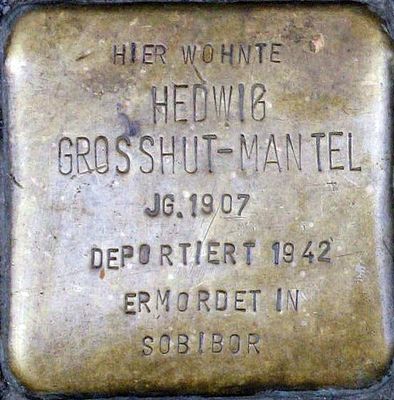 HIER WOHNTE
HEDWIG
GROSSHUT-MANTEL
JG. 1907
DEPORTIERT 1942
ERMORDET IN
SOBIBOR